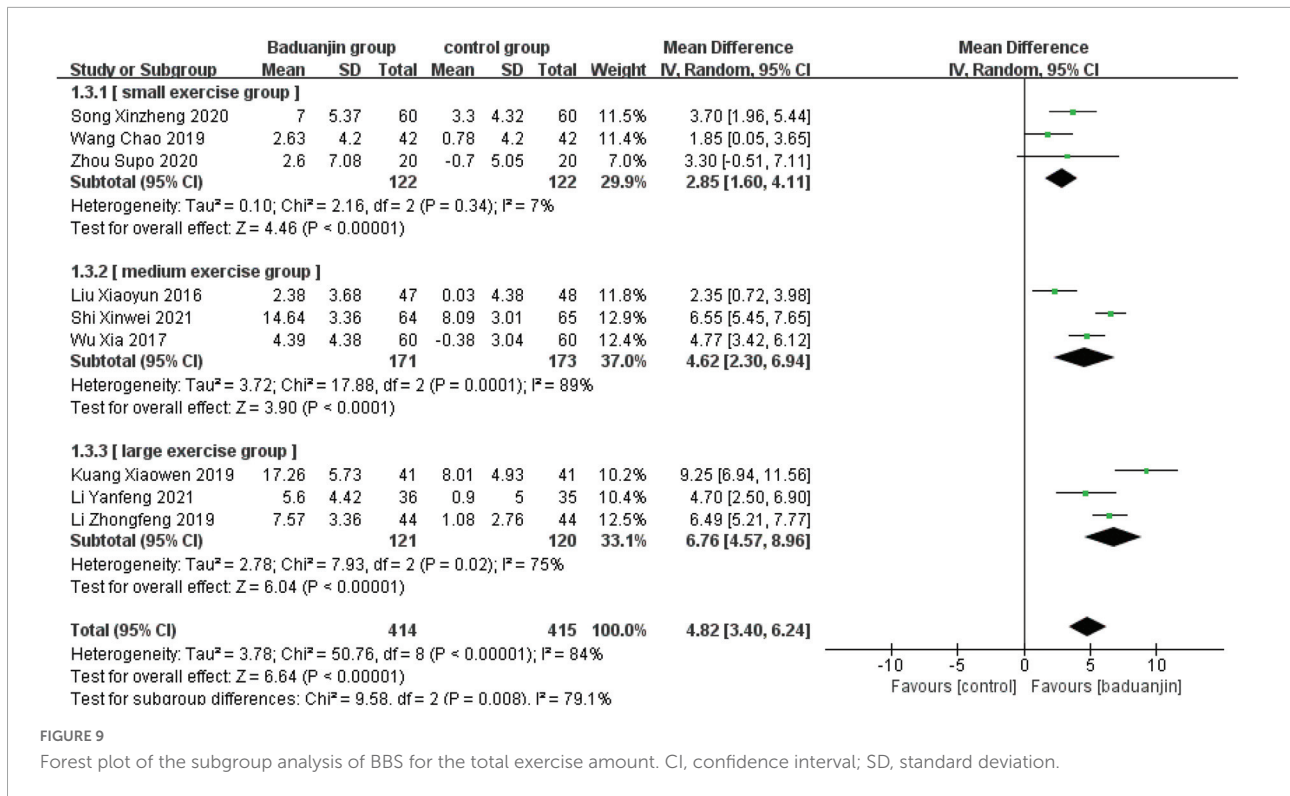 Baduanjin group control group Mean Difference Mean Difference
Study or Subgroup Mean SD Total Mean SD Total Weight IV, Random, 95% CI IV, Random, 95% CI
1.3.1 [ small exercise group ]
Song Xinzheng 2020 7 5.37 60 3.3 4.32 60 11.5% 3.70 [1.96, 5.44]
Wang Chao 2019 2.63 4.2 42 0.78 4.2 42 11.4% 1.85 [0.05, 3.65]
Zhou Supo 2020 2.6 7.08 20 -0.7 5.05 20 7.0% 3.30 [-0.51, 7.11]
Subtotal (95% CI) 122 122 29.9% 2.85 [1.60, 4.11]
Heterogeneity: Tau² = 0.10; Chi² = 2.16, df = 2 (P = 0.34); I² = 7%
Test for overall effect: Z = 4.46 (P < 0.00001)
1.3.2 [ medium exercise group ]
Liu Xiaoyun 2016 2.38 3.68 47 0.03 4.38 48 11.8% 2.35 [0.72, 3.98]
Shi Xinwei 2021 14.64 3.36 64 8.09 3.01 65 12.9% 6.55 [5.45, 7.65]
Wu Xia 2017 4.39 4.38 60 -0.38 3.04 60 12.4% 4.77 [3.42, 6.12]
Subtotal (95% CI) 171 173 37.0% 4.62 [2.30, 6.94]
Heterogeneity: Tau² = 3.72; Chi² = 17.88, df = 2 (P = 0.0001); I² = 89%
Test for overall effect: Z = 3.90 (P < 0.0001)
1.3.3 [ large exercise group ]
Kuang Xiaowen 2019 17.26 5.73 41 8.01 4.93 41 10.2% 9.25 [6.94, 11.56]
Li Yanfeng 2021 5.6 4.42 36 0.9 5 35 10.4% 4.70 [2.50, 6.90]
Li Zhongfeng 2019 7.57 3.36 44 1.08 2.76 44 12.5% 6.49 [5.21, 7.77]
Subtotal (95% CI) 121 120 33.1% 6.76 [4.57, 8.96]
Heterogeneity: Tau² = 2.78; Chi² = 7.93, df = 2 (P = 0.02); I² = 75%
Test for overall effect: Z = 6.04 (P < 0.00001)
Total (95% CI) 414 415 100.0% 4.82 [3.40, 6.24]
Heterogeneity: Tau² = 3.78; Chi² = 50.76, df = 8 (P < 0.00001); I² = 84%
Test for overall effect: Z = 6.64 (P < 0.00001)
Test for subgroup differences: Chi² = 9.58, df = 2 (P = 0.008), I² = 79.1%
-10 -5 0 5 10
Favours [control] Favours [baduanjin]
FIGURE 9
Forest plot of the subgroup analysis of BBS for the total exercise amount. CI, confidence interval; SD, standard deviation.